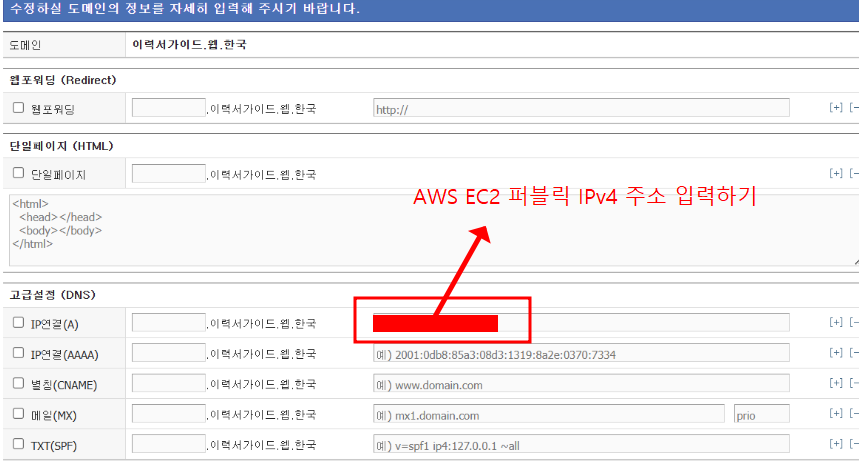 수정하실 도메인의 정보를 자세히 입력해 주시기 바랍니다.
도메인 이력서가이드.웹.한국
웹포워딩 (Redirect)
웹포워딩 .이력서가이드.웹.한국 http:// [+] [-
단일페이지 (HTML)
단일페이지 .이력서가이드.웹.한국 [+] [-
AWS EC2 퍼블릭 IPv4 주소 입력하기
<html>
<head></head>
<body></body>
</html>
고급설정 (DNS)
IP연결(A) .이력서가이드.웹.한국 [+] [-
IP연결(AAAA) .이력서가이드.웹.한국 예) 2001:0db8:85a3:08d3:1319:8a2e:0370:7334 [+] [-
별칭(CNAME) .이력서가이드.웹.한국 예) www.domain.com [+] [-
메일(MX) .이력서가이드.웹.한국 예) mx1.domain.com prio [+] [-
TXT(SPF) .이력서가이드.웹.한국 예) v=spf1 ip4:127.0.0.1 ~all [+] [-